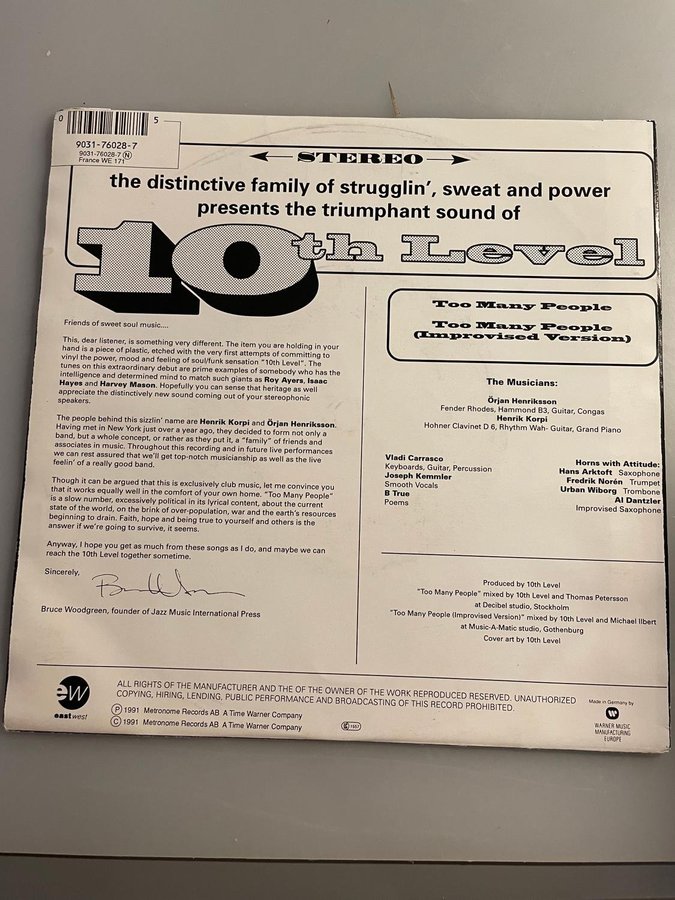 0 5
9031-76028-7
9031-76028-7 (N)
France WE 171
STEREO
the distinctive family of strugglin', sweat and power
presents the triumphant sound of
10th Level
Friends of sweet soul music....
This, dear listener, is something very different. The item you are holding in your
hand is a piece of plastic, etched with the very first attempts of committing to
vinyl the power, mood and feeling of soul/funk sensation "10th Level". The
tunes on this extraordinary debut are prime examples of somebody who has the
intelligence and determined mind to match such giants as Roy Ayers, Isaac
Hayes and Harvey Mason. Hopefully you can sense that heritage as well
appreciate the distinctively new sound coming out of your stereophonic
speakers.
The people behind this sizzlin' name are Henrik Korpi and Örjan Henriksson.
Having met in New York just over a year ago, they decided to form not only a
band, but a whole concept, or rather as they put it, a "family" of friends and
associates in music. Throughout this recording and in future live performances
we can rest assured that we'll get top-notch musicianship as well as the live
feelin' of a really good band.
Though it can be argued that this is exclusively club music, let me convince you
that it works equally well in the comfort of your own home. "Too Many People"
is a slow number, excessively political in its lyrical content, about the current
state of the world, on the brink of over-population, war and the earth's resources
beginning to drain. Faith, hope and being true to yourself and others is the
answer if we're going to survive, it seems.
Anyway, I hope you get as much from these songs as I do, and maybe we can
reach the 10th Level together sometime.
Sincerely,
Bruce Woodgreen, founder of Jazz Music International Press
Too Many People
Too Many People
(Improvised Version)
The Musicians:
Örjan Henriksson
Fender Rhodes, Hammond B3, Guitar, Congas
Henrik Korpi
Hohner Clavinet D 6, Rhythm Wah- Guitar, Grand Piano
Vladi Carrasco
Keyboards, Guitar, Percussion
Joseph Kemmler
Smooth Vocals
B True
Poems
Horns with Attitude:
Hans Arktoft Saxophone
Fredrik Norén Trumpet
Urban Wiborg Trombone
Al Dantzler
Improvised Saxophone
Produced by 10th Level
"Too Many People" mixed by 10th Level and Thomas Petersson
at Decibel studio, Stockholm
"Too Many People (Improvised Version)" mixed by 10th Level and Michael Ilbert
at Music-A-Matic studio, Gothenburg
Cover art by 10th Level
ew
east west
ALL RIGHTS OF THE MANUFACTURER AND THE OF THE OWNER OF THE WORK REPRODUCED RESERVED. UNAUTHORIZED
COPYING, HIRING, LENDING. PUBLIC PERFORMANCE AND BROADCASTING OF THIS RECORD PROHIBITED.
Ⓟ 1991 Metronome Records AB A Time Warner Company
© 1991 Metronome Records AB A Time Warner Company
Made in Germany by
WARNER MUSIC
MANUFACTURING
EUROPE